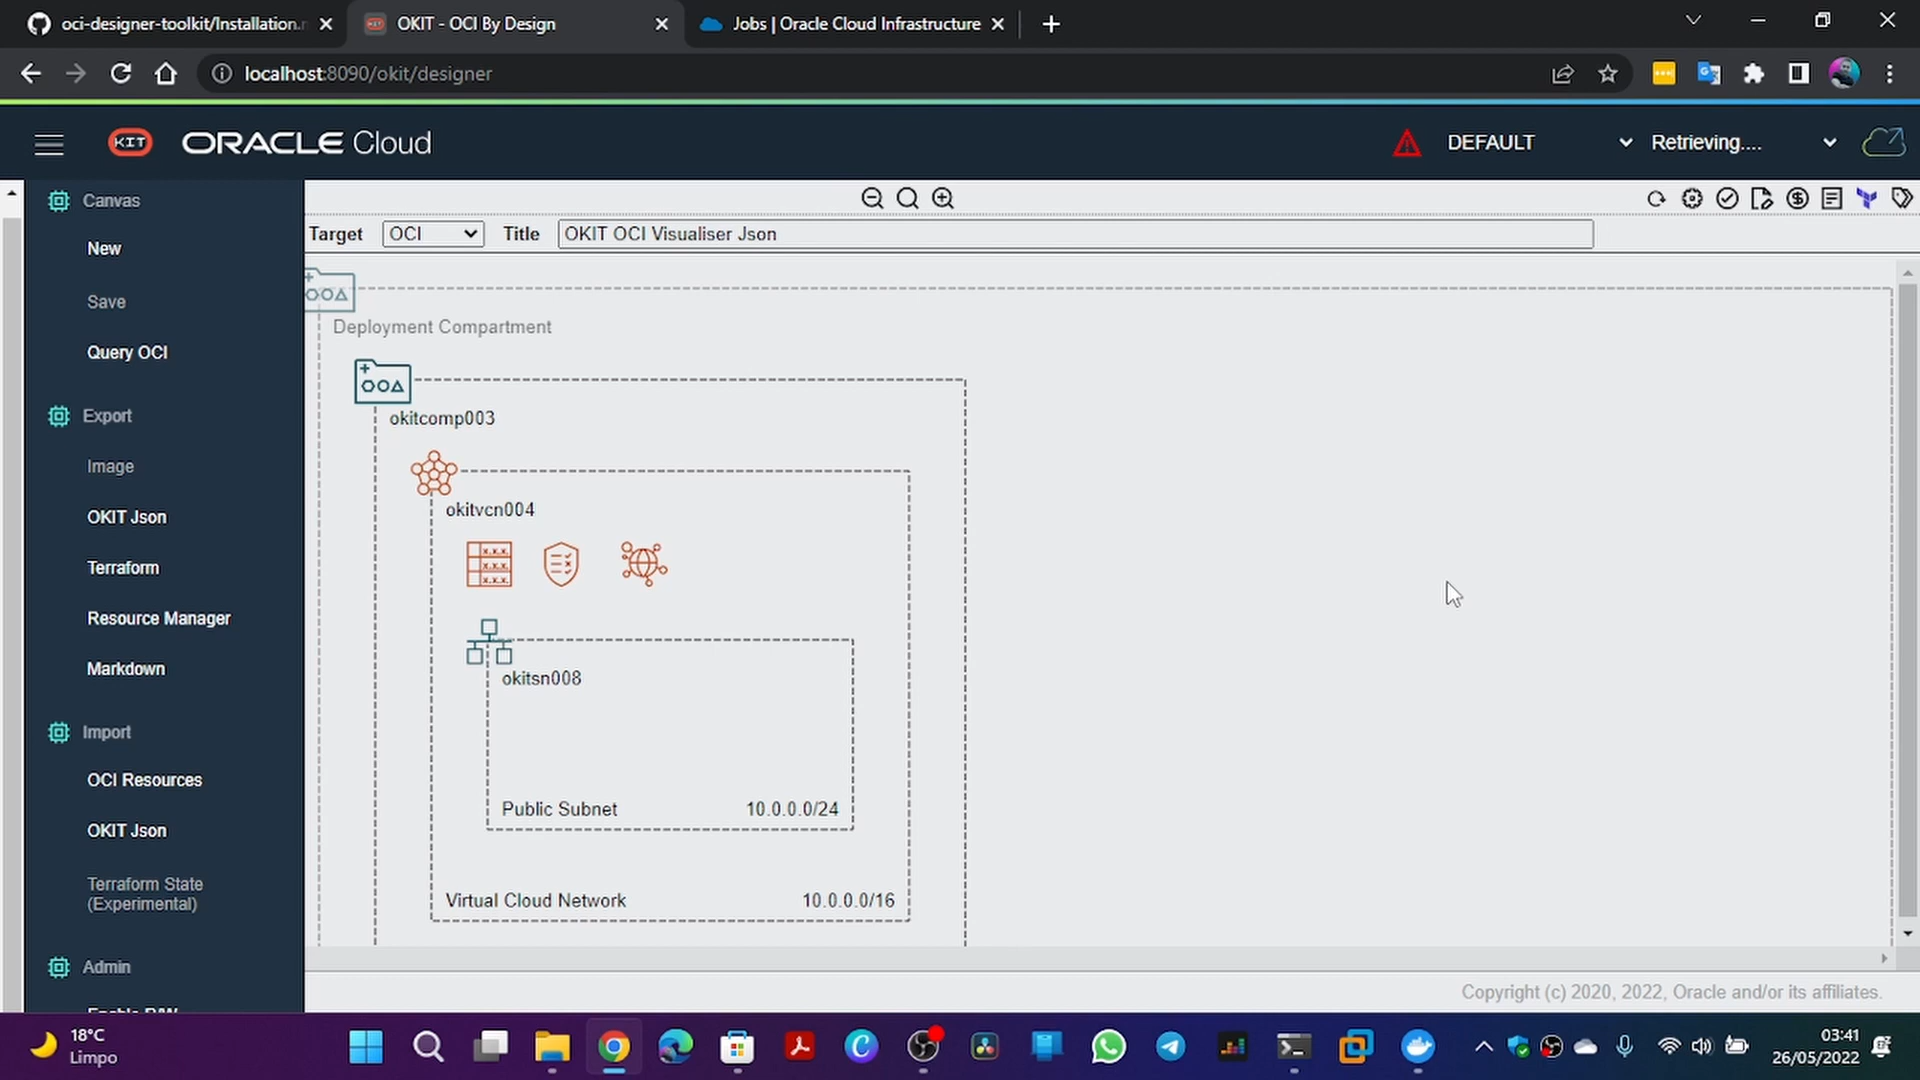 oci-designer-toolkit/Installation.
OKIT - OCI By Design
Jobs | Oracle Cloud Infrastructure
localhost:8090/okit/designer
KIT
ORACLE Cloud
DEFAULT
Retrieving....
Canvas
New
Save
Query OCI
Export
Image
OKIT Json
Terraform
Resource Manager
Markdown
Import
OCI Resources
OKIT Json
Terraform State
(Experimental)
Admin
Target
OCI
Title
OKIT OCI Visualiser Json
Deployment Compartment
okitcomp003
okitvcn004
okitsn008
Public Subnet
10.0.0.0/24
Virtual Cloud Network
10.0.0.0/16
Copyright (c) 2020, 2022, Oracle and/or its affiliates.
18°C
Limpo
03:41
26/05/2022